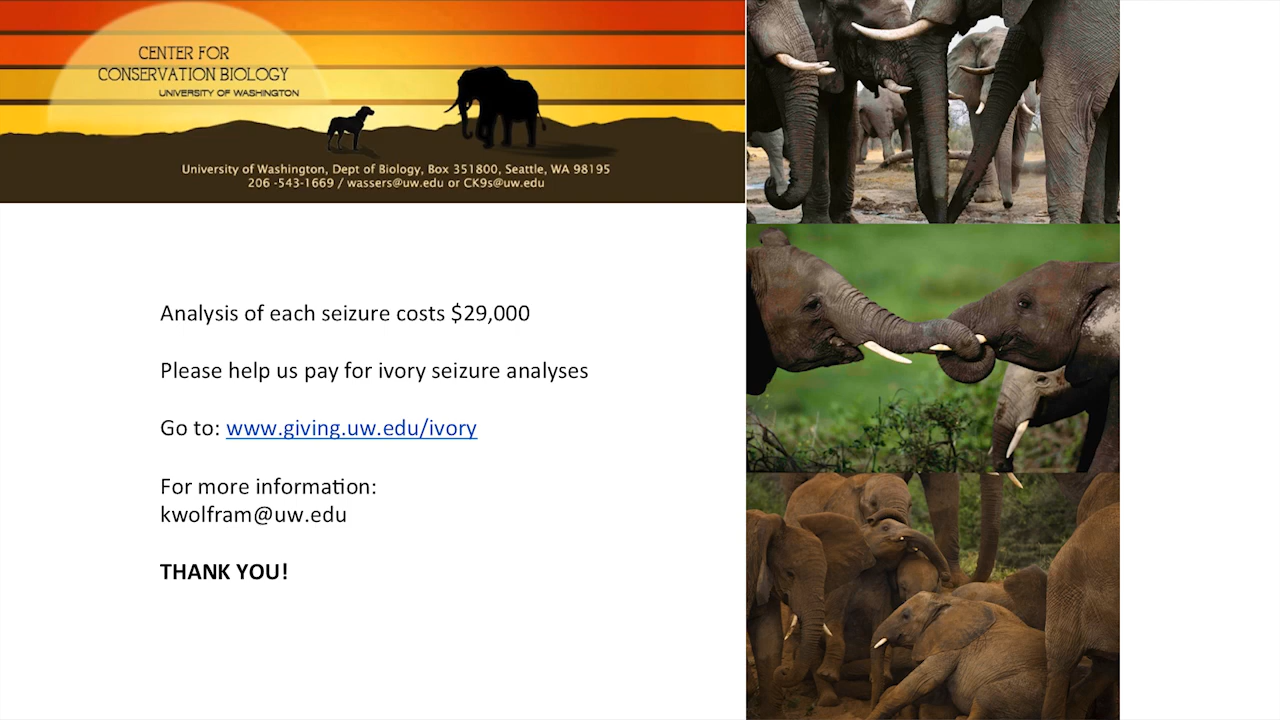 CENTER FOR
CONSERVATION BIOLOGY
UNIVERSITY OF WASHINGTON
University of Washington, Dept of Biology, Box 351800, Seattle, WA 98195
206 -543-1669 / wassers@uw.edu or CK9s@uw.edu
Analysis of each seizure costs $29,000
Please help us pay for ivory seizure analyses
Go to: www.giving.uw.edu/ivory
For more information:
kwolfram@uw.edu
THANK YOU!